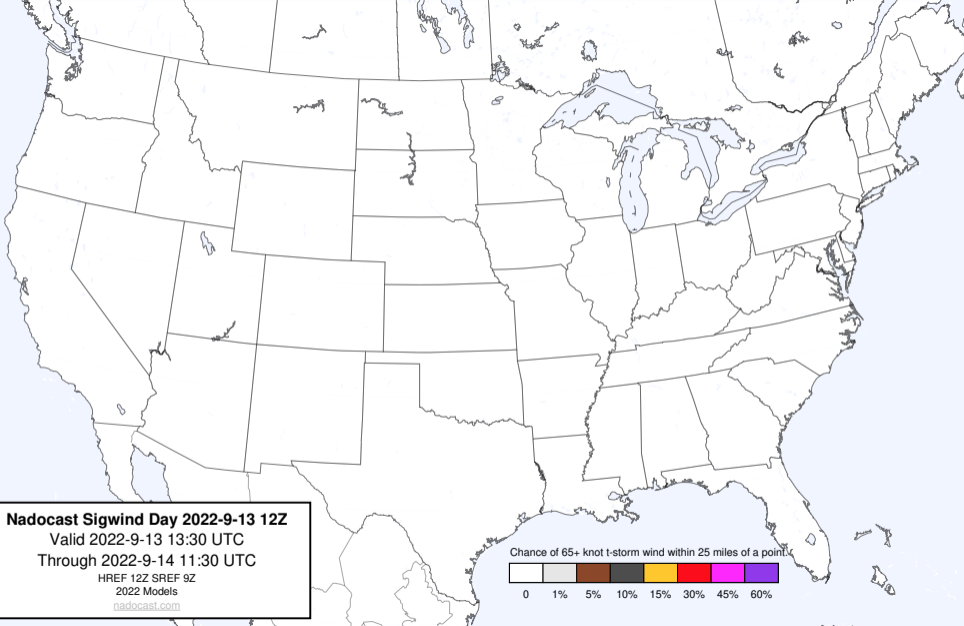 Nadocast Sigwind Day 2022-9-13 12Z
Valid 2022-9-13 13:30 UTC
Through 2022-9-14 11:30 UTC
HREF 12Z SREF 9Z
2022 Models
nadocast.com
Chance of 65+ knot t-storm wind within 25 miles of a point.
0 1% 5% 10% 15% 30% 45% 60%